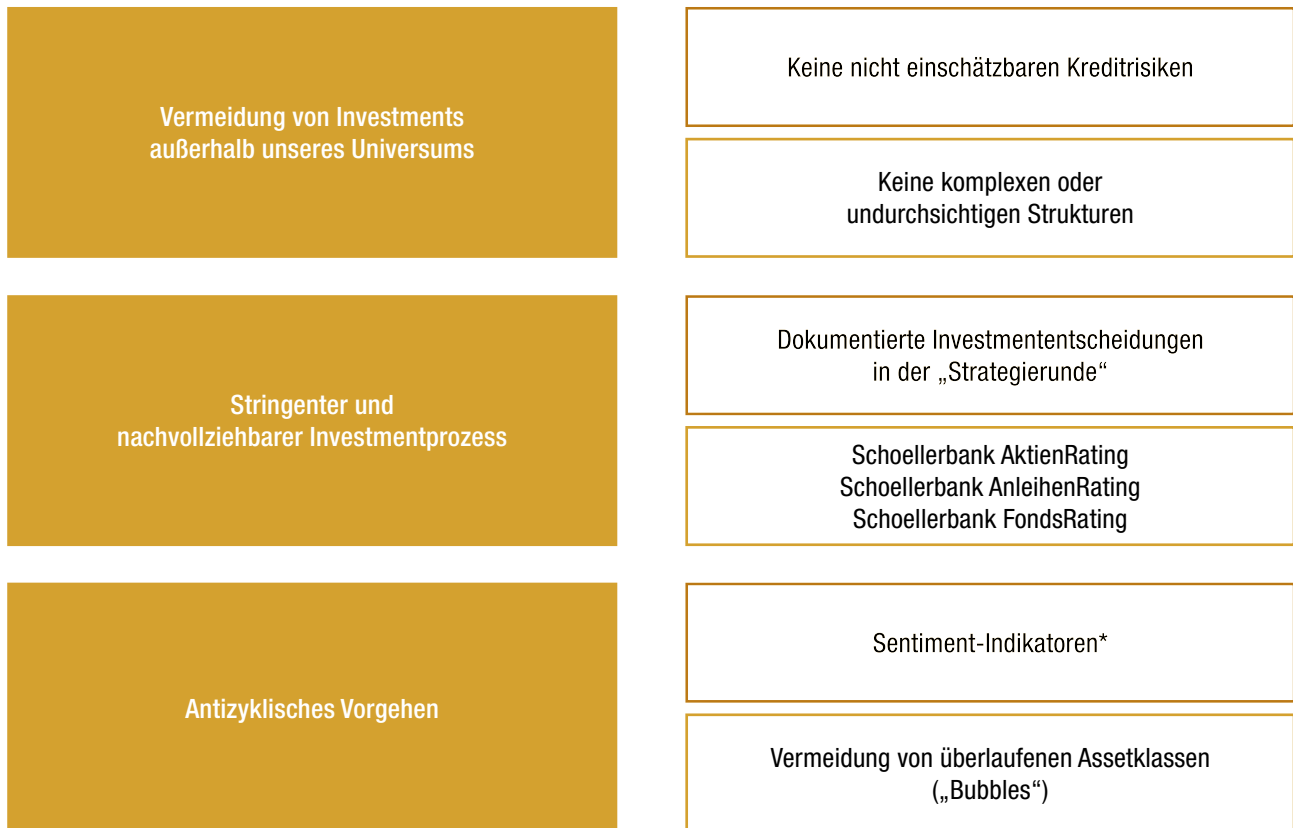 Vermeidung von Investments
außerhalb unseres Universums
Keine nicht einschätzbaren Kreditrisiken
Keine komplexen oder
undurchsichtigen Strukturen
Stringenter und
nachvollziehbarer Investmentprozess
Dokumentierte Investmententscheidungen
in der „Strategierunde“
Schoellerbank AktienRating
Schoellerbank AnleihenRating
Schoellerbank FondsRating
Antizyklisches Vorgehen
Sentiment-Indikatoren*
Vermeidung von überlaufenen Assetklassen
(„Bubbles“)